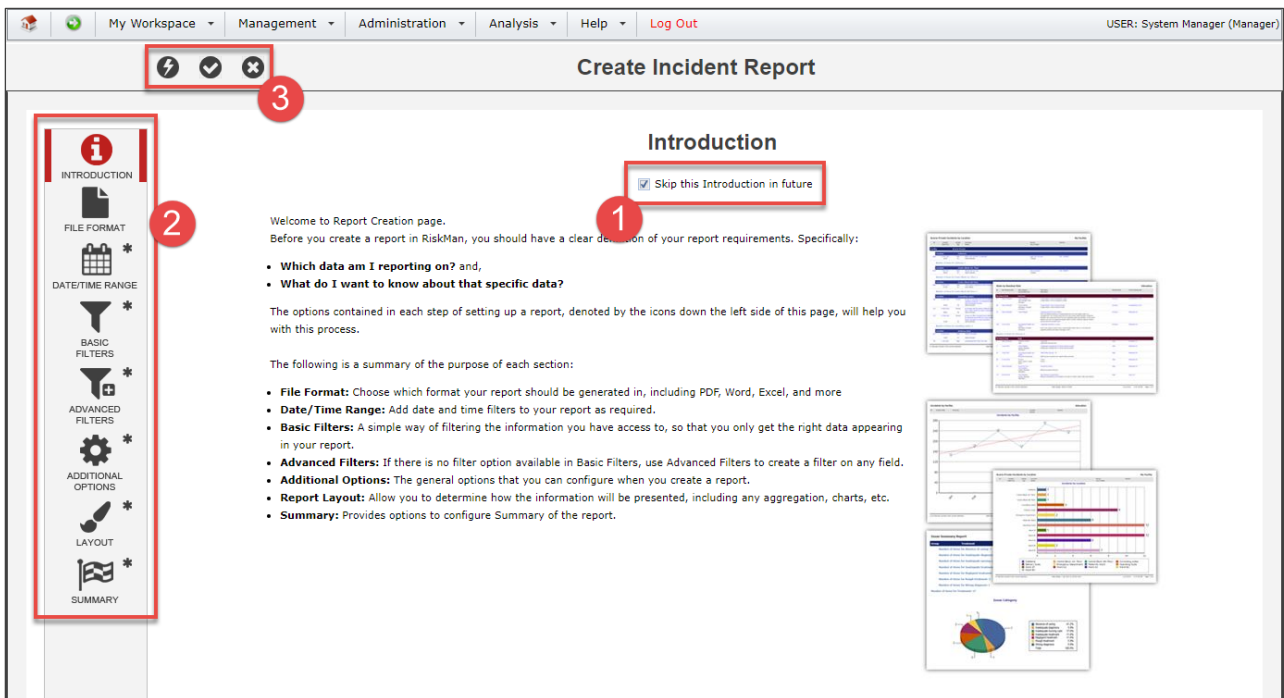 My Workspace Management Administration Analysis Help Log Out USER: System Manager (Manager)
Create Incident Report
3
Introduction
Skip this Introduction in future
1
2
INTRODUCTION
FILE FORMAT
DATE/TIME RANGE
BASIC
FILTERS
ADVANCED
FILTERS
ADDITIONAL
OPTIONS
LAYOUT
SUMMARY
Welcome to Report Creation page.
Before you create a report in RiskMan, you should have a clear of your report requirements. Specifically:
• Which data am I reporting on? and,
• What do I want to know about that specific data?
The options contained in each step of setting up a report, denoted by the icons down the left side of this page, will help you
with this process.
The following is a summary of the purpose of each section:
• File Format: Choose which format your report should be generated in, including PDF, Word, Excel, and more
• Date/Time Range: Add date and time filters to your report as required.
• Basic Filters: A simple way of filtering the information you have access to, so that you only get the right data appearing
in your report.
• Advanced Filters: If there is no filter option available in Basic Filters, use Advanced Filters to create a filter on any field.
• Additional Options: The general options that you can configure when you create a report.
• Report Layout: Allow you to determine how the information will be presented, including any aggregation, charts, etc.
• Summary: Provides options to configure Summary of the report.